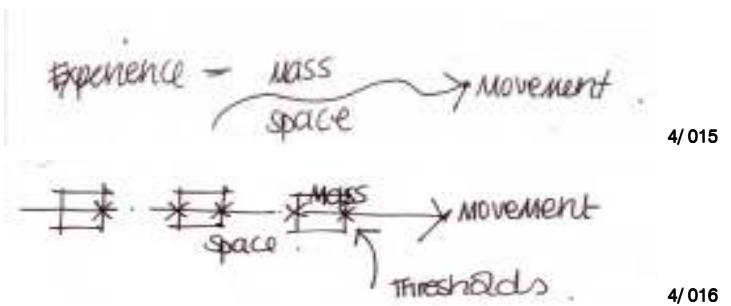 Experience – Mass
space
Movement.
4/015
Mass
Movement
space.
Thresholds.
4/016